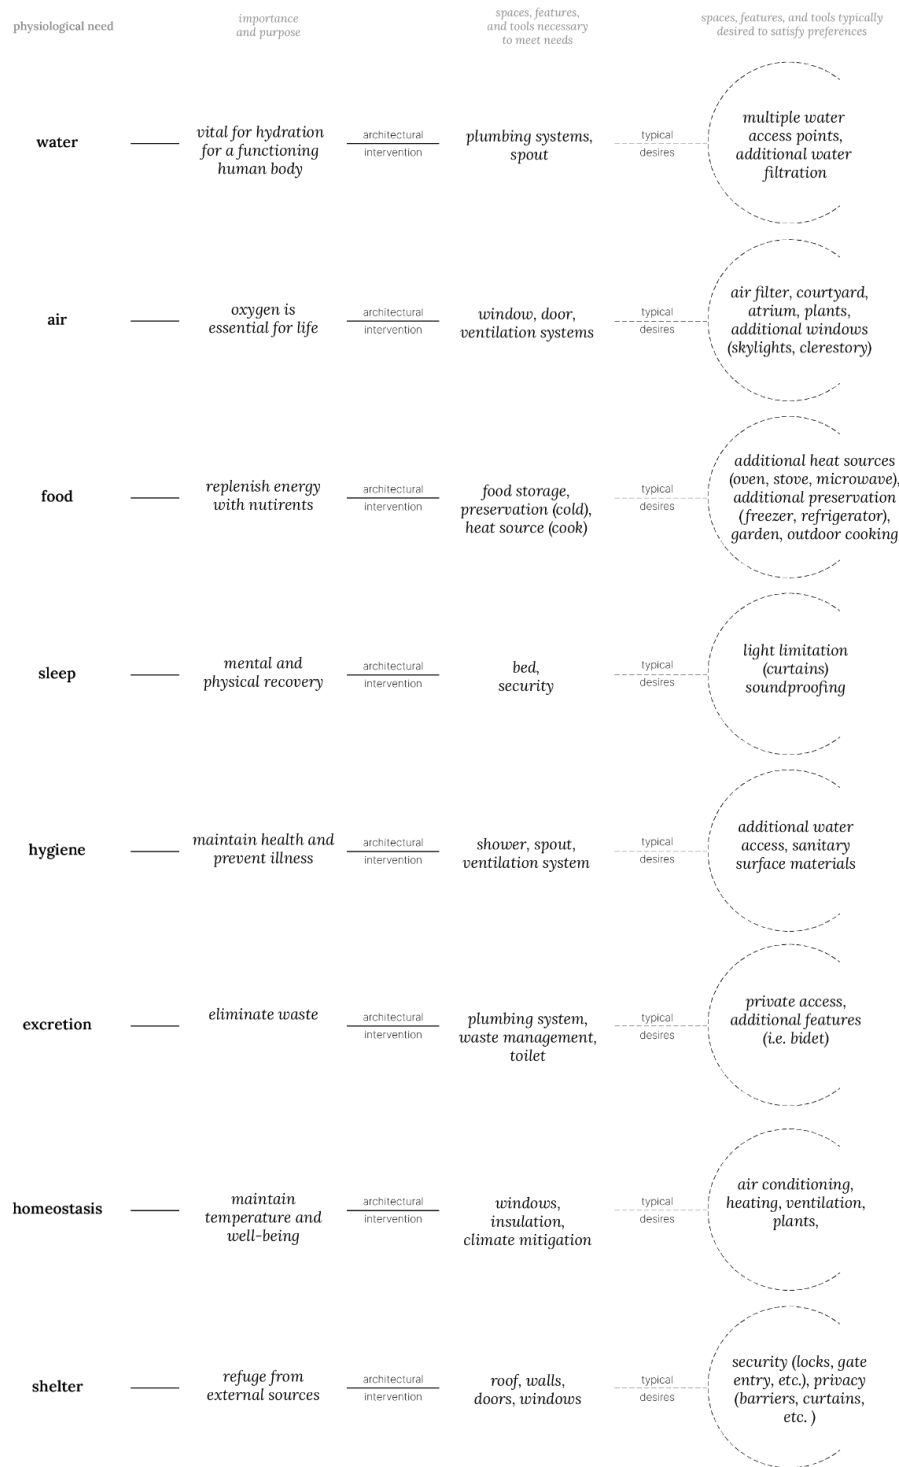 physiological need
importance
and purpose
spaces, features,
and tools necessary
to meet needs
spaces, features, and tools typically
desired to satisfy preferences
water
vital for hydration
for a functioning
human body
architectural
intervention
plumbing systems,
spout
typical
desires
multiple water
access points,
additional water
filtration
air
oxygen is
essential for life
architectural
intervention
window, door,
ventilation systems
typical
desires
air filter, courtyard,
atrium, plants,
additional windows
(skylights, clerestory)
food
replenish energy
with nutirents
architectural
intervention
food storage,
preservation (cold),
heat source (cook)
typical
desires
additional heat sources
(oven, stove, microwave),
additional preservation
(freezer, refrigerator),
garden, outdoor cooking
sleep
mental and
physical recovery
architectural
intervention
bed,
security
typical
desires
light limitation
(curtains)
soundproofing
hygiene
maintain health and
prevent illness
architectural
intervention
shower, spout,
ventilation system
typical
desires
additional water
access, sanitary
surface materials
excretion
eliminate waste
architectural
intervention
plumbing system,
waste management,
toilet
typical
desires
private access,
additional features
(i.e. bidet)
homeostasis
maintain
temperature and
well-being
architectural
intervention
windows,
insulation,
climate mitigation
typical
desires
air conditioning,
heating, ventilation,
plants,
shelter
refuge from
external sources
architectural
intervention
roof, walls,
doors, windows
typical
desires
security (locks, gate
entry, etc.), privacy
(barriers, curtains,
etc. )